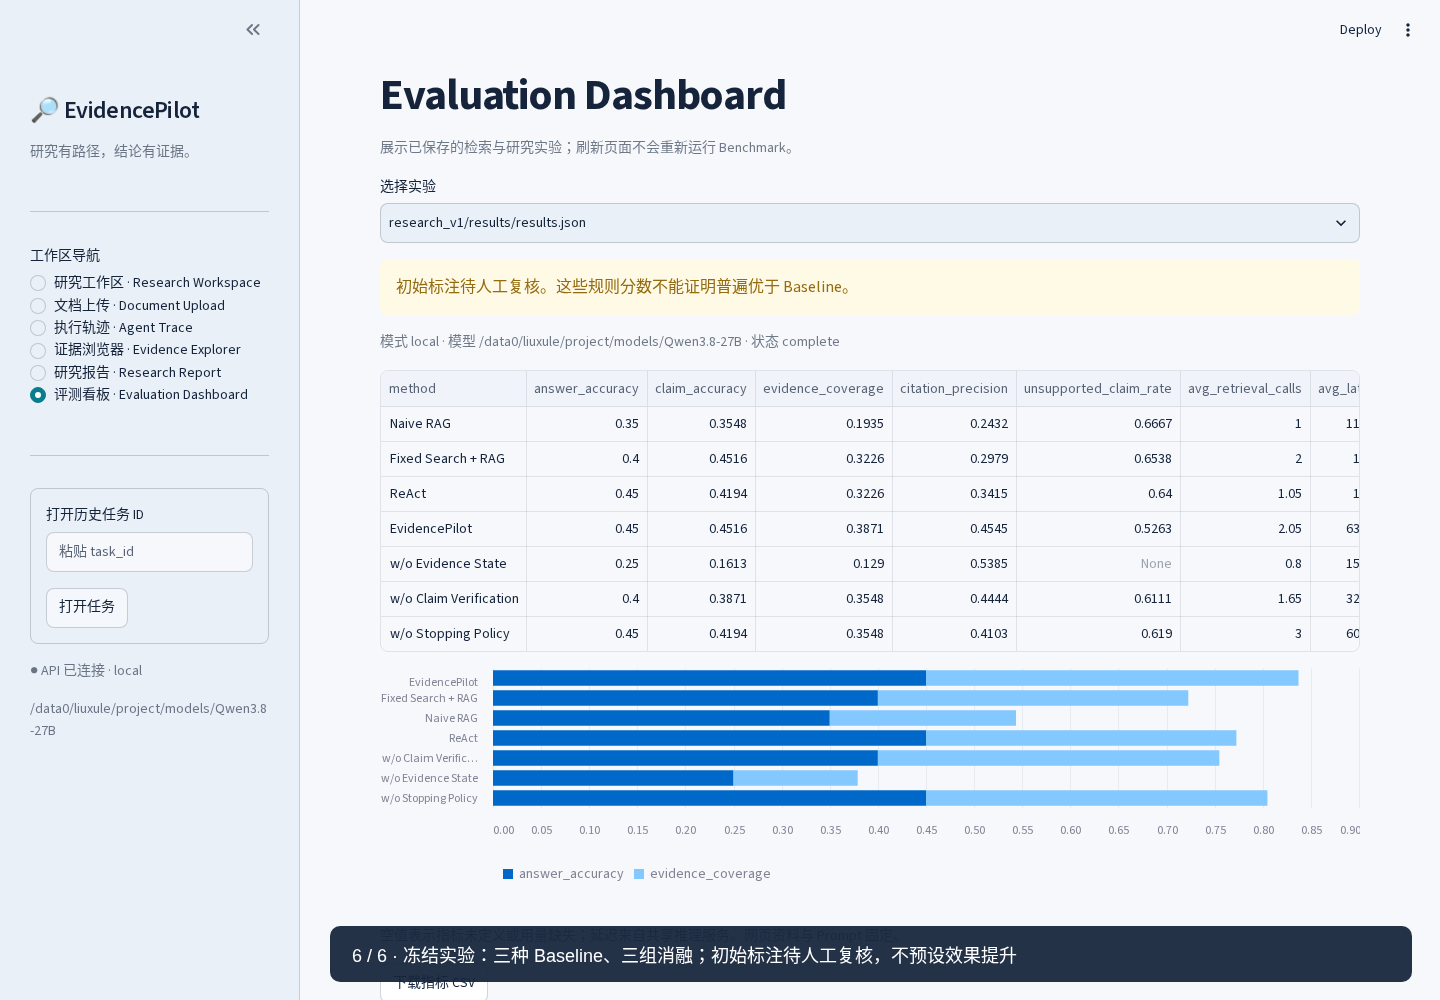 Deploy
🔎 EvidencePilot
研究有路径，结论有证据。
工作区导航
研究工作区 · Research Workspace
文档上传 · Document Upload
执行轨迹 · Agent Trace
证据浏览器 · Evidence Explorer
研究报告 · Research Report
评测看板 · Evaluation Dashboard
打开历史任务 ID
粘贴 task_id
打开任务
● API 已连接 · local
/data0/liuxule/project/models/Qwen3.8
-27B
Evaluation Dashboard
展示已保存的检索与研究实验；刷新页面不会重新运行 Benchmark。
选择实验
research_v1/results/results.json
初始标注待人工复核。这些规则分数不能证明普遍优于 Baseline。
模式 local · 模型 /data0/liuxule/project/models/Qwen3.8-27B · 状态 complete
method answer_accuracy claim_accuracy evidence_coverage citation_precision unsupported_claim_rate avg_retrieval_calls avg_lat
Naive RAG 0.35 0.3548 0.1935 0.2432 0.6667 1 11
Fixed Search + RAG 0.4 0.4516 0.3226 0.2979 0.6538 2 1
ReAct 0.45 0.4194 0.3226 0.3415 0.64 1.05 1
EvidencePilot 0.45 0.4516 0.3871 0.4545 0.5263 2.05 63
w/o Evidence State 0.25 0.1613 0.129 0.5385 None 0.8 15
w/o Claim Verification 0.4 0.3871 0.3548 0.4444 0.6111 1.65 32
w/o Stopping Policy 0.45 0.4194 0.3548 0.4103 0.619 3 60
EvidencePilot
Fixed Search + RAG
Naive RAG
ReAct
w/o Claim Verific…
w/o Evidence State
w/o Stopping Policy
0.00 0.05 0.10 0.15 0.20 0.25 0.30 0.35 0.40 0.45 0.50 0.55 0.60 0.65 0.70 0.75 0.80 0.85 0.90
answer_accuracy evidence_coverage
6 / 6 · 冻结实验：三种 Baseline、三组消融；初始标注待人工复核，不预设效果提升
下载指标 CSV